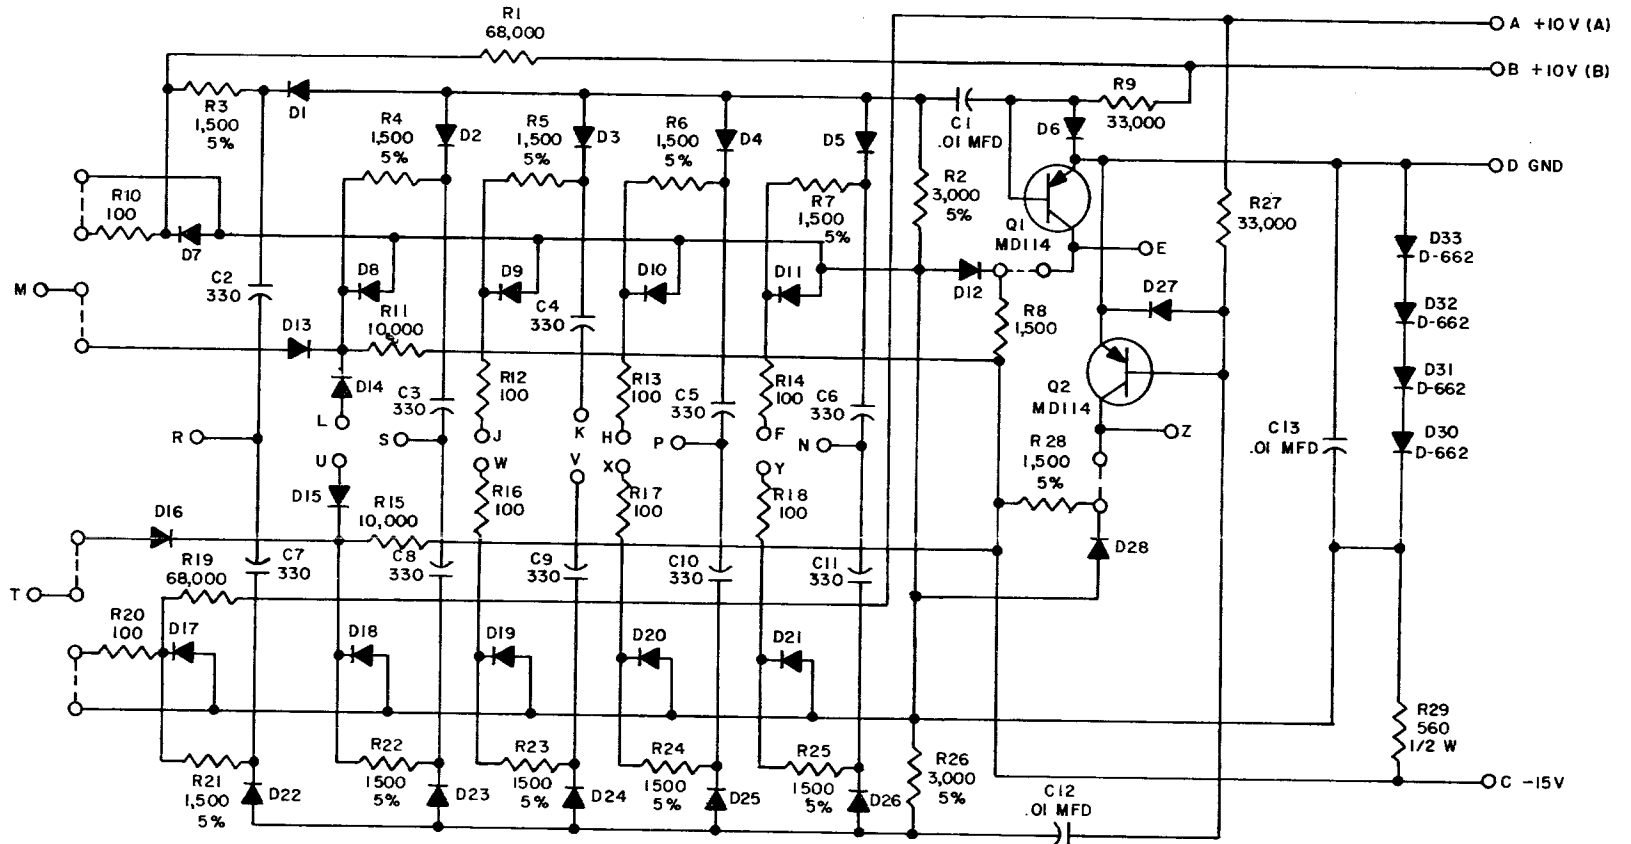 R1
68,000
A +10V (A)
B +10V (B)
R3
1,500
5%
D1
R4
1,500
5%
D2
R5
1,500
5%
D3
R6
1,500
5%
D4
D5
C1
.01 MFD
D6
R9
33,000
D GND
R10
100
D7
R7
1,500
5%
R2
3,000
5%
Q1
MD114
E
R27
33,000
D33
D-662
M
C2
330
D8
D9
C4
330
D10
D11
D12
D27
D32
D-662
R11
10,000
R8
1,500
D13
D14
C3
330
R12
100
R13
100
C5
330
R14
100
C6
330
Q2
MD114
D31
D-662
R
L
S
J
K
H
P
F
N
Z
C13
.01 MFD
D30
D-662
U
W
V
X
Y
R28
1,500
5%
D15
R15
10,000
R16
100
R17
100
R18
100
D16
D28
T
R19
68,000
C7
330
C8
330
C9
330
C10
330
C11
330
R20
100
D17
D18
D19
D20
D21
R29
560
1/2 W
R21
1,500
5%
D22
R22
1500
5%
D23
R23
1500
5%
D24
R24
1500
5%
D25
R25
1500
5%
D26
R26
3,000
5%
C12
.01 MFD
C -15V